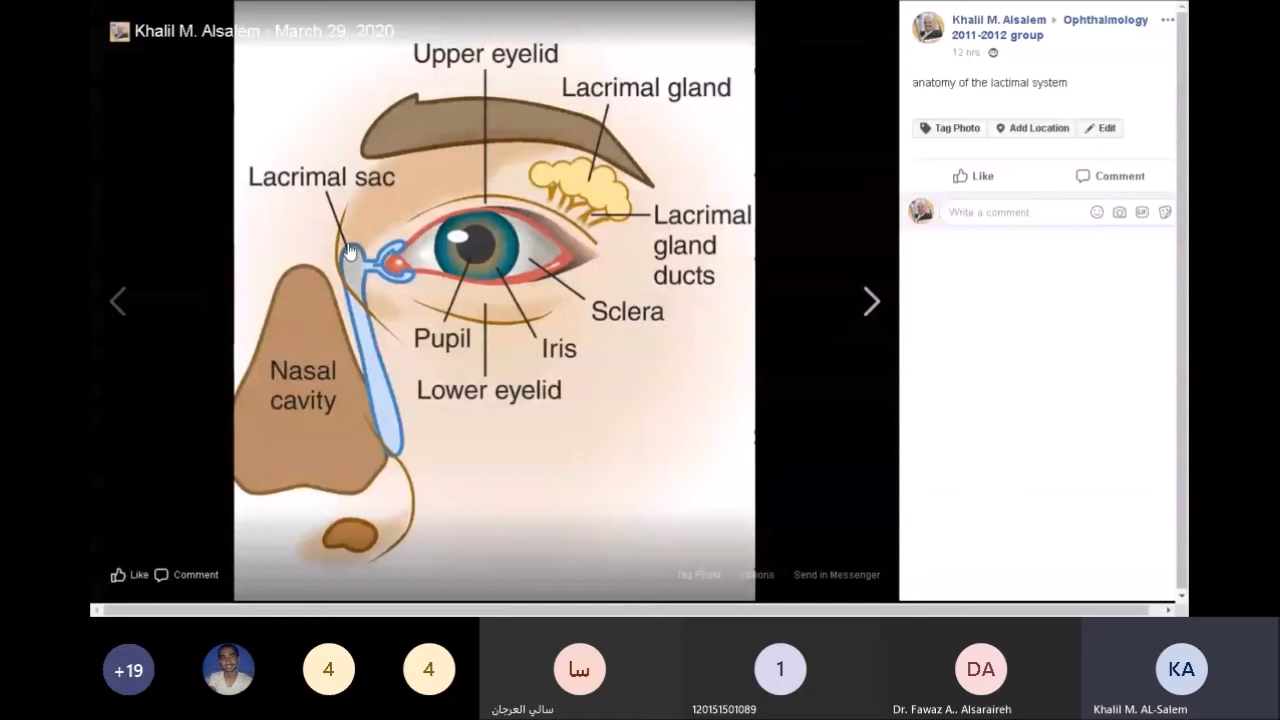 Khalil M. Alsalem - March 29, 2020
Upper eyelid
Lacrimal gland
Lacrimal sac
Lacrimal
gland
ducts
Sclera
Pupil
Iris
Lower eyelid
Nasal
cavity
Like Comment
Tag Photo Options Send in Messenger
Khalil M. Alsalem ▸ Ophthalmology
2011-2012 group
12 hrs ·
anatomy of the lactimal system
Tag Photo Add Location Edit
Like Comment
Write a comment
GIF
+19
4
4
سا
1
DA
KA
سالي العرجان
120151501089
Dr. Fawaz A.. Alsaraireh
Khalil M. AL-Salem